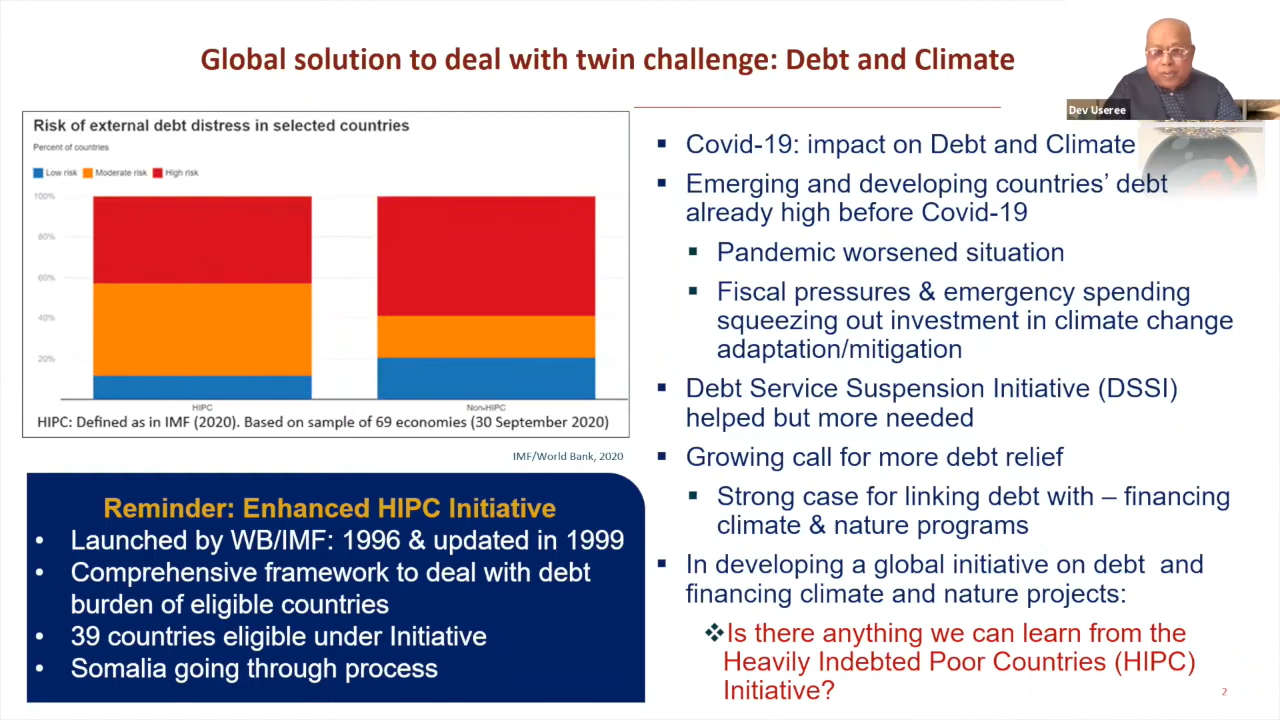 Global solution to deal with twin challenge: Debt and Climate
Dev Useree
Risk of external debt distress in selected countries
Percent of countries
Low risk Moderate risk High risk
100%
80%
60%
40%
20%
HIPC Non-HIPC
HIPC: Defined as in IMF (2020). Based on sample of 69 economies (30 September 2020)
IMF/World Bank, 2020
Reminder: Enhanced HIPC Initiative
• Launched by WB/IMF: 1996 & updated in 1999
• Comprehensive framework to deal with debt
burden of eligible countries
• 39 countries eligible under Initiative
• Somalia going through process
▪ Covid-19: impact on Debt and Climate
▪ Emerging and developing countries’ debt
already high before Covid-19
▪ Pandemic worsened situation
▪ Fiscal pressures & emergency spending
squeezing out investment in climate change
adaptation/mitigation
▪ Debt Service Suspension Initiative (DSSI)
helped but more needed
▪ Growing call for more debt relief
▪ Strong case for linking debt with – financing
climate & nature programs
▪ In developing a global initiative on debt and
financing climate and nature projects:
❖Is there anything we can learn from the
Heavily Indebted Poor Countries (HIPC)
Initiative?
2